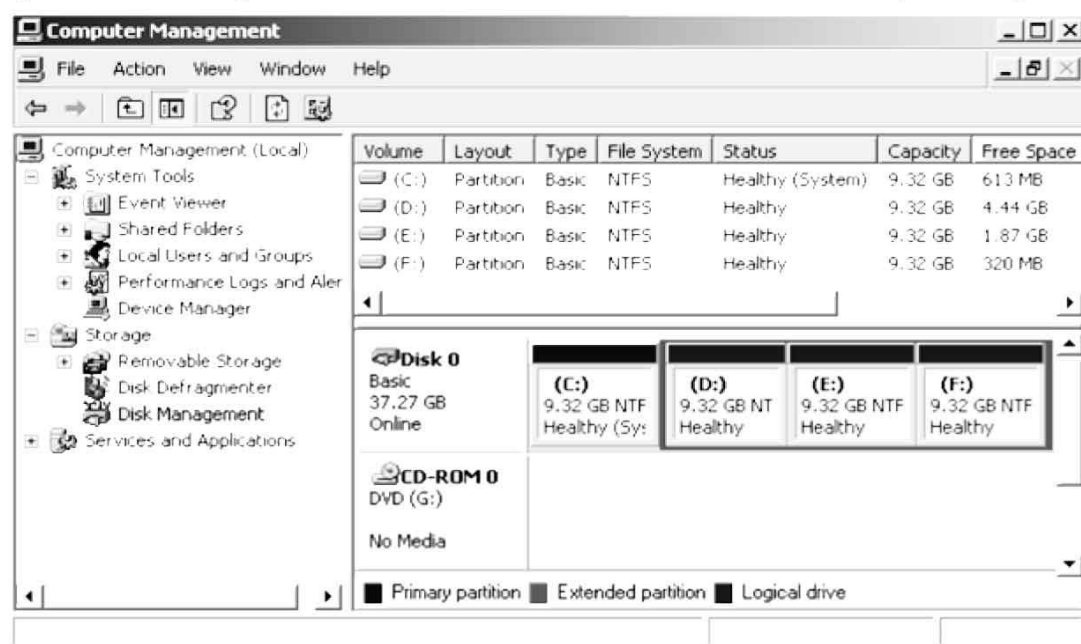 Computer Management
File Action View Window Help
Computer Management (Local)
System Tools
Event Viewer
Shared Folders
Local Users and Groups
Performance Logs and Aler
Device Manager
Storage
Removable Storage
Disk Defragmenter
Disk Management
Services and Applications
Volume Layout Type File System Status Capacity Free Space
(C:) Partition Basic NTFS Healthy (System) 9.32 GB 613 MB
(D:) Partition Basic NTFS Healthy 9.32 GB 4.44 GB
(E:) Partition Basic NTFS Healthy 9.32 GB 1.87 GB
(F:) Partition Basic NTFS Healthy 9.32 GB 320 MB
Disk 0
Basic
37.27 GB
Online
(C:)
9.32 GB NTF
Healthy (Sys
(D:)
9.32 GB NT
Healthy
(E:)
9.32 GB NTF
Healthy
(F:)
9.32 GB NTF
Healthy
CD-ROM 0
DVD (G:)
No Media
Primary partition Extended partition Logical drive